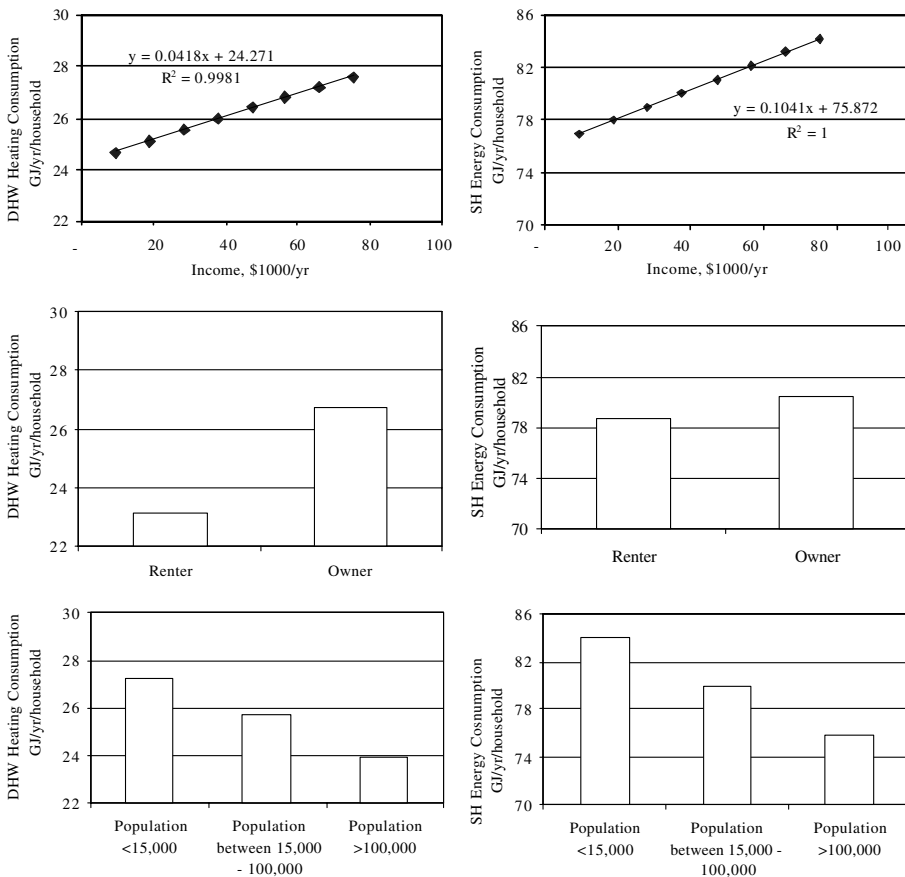 DHW Heating Consumption
GJ/yr/household
30
28
26
24
22
y = 0.0418x + 24.271
R² = 0.9981
-
20
40
60
80
100
Income, $1000/yr
SH Energy Consumption
GJ/yr/household
86
82
78
74
70
y = 0.1041x + 75.872
R² = 1
-
20
40
60
80
100
Income, $1000/yr
DHW Heating Consumption
GJ/yr/household
30
28
26
23
22
Renter
Owner
SH Energy Consumption
GJ/yr/household
86
82
78
74
70
Renter
Owner
DHW Heating Consumption
GJ/yr/household
30
28
26
24
22
Population
<15,000
Population
between 15,000
- 100,000
Population
>100,000
SH Energy Cosnumption
GJ/yr/household
86
82
78
74
70
Population
<15,000
Population
between 15,000 -
100,000
Population
>100,000